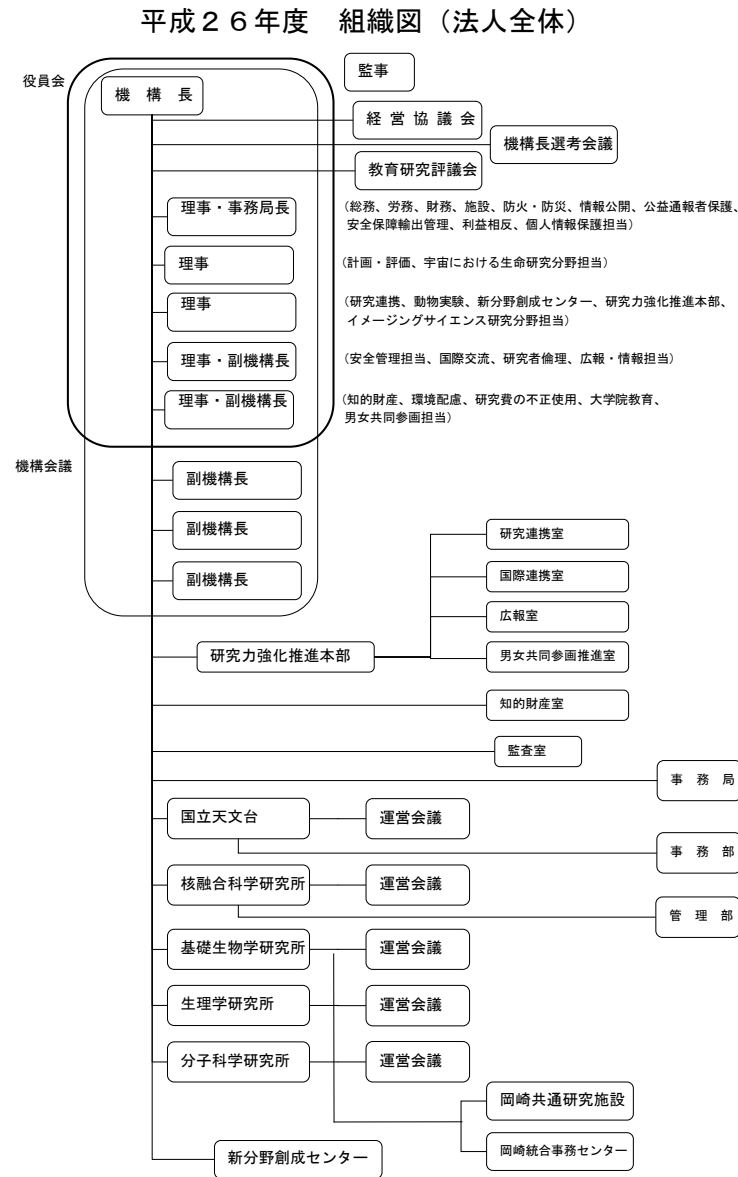 平成２６年度　組織図（法人全体）
役員会
監事
機　構　長
経 営 協 議 会
機構長選考会議
教育研究評議会
理事・事務局長
（総務、労務、財務、施設、防火・防災、情報公開、公益通報者保護、
安全保障輸出管理、利益相反、個人情報保護担当）
理事
（計画・評価、宇宙における生命研究分野担当）
理事
（研究連携、動物実験、新分野創成センター、研究力強化推進本部、
イメージングサイエンス研究分野担当）
理事・副機構長
（安全管理担当、国際交流、研究者倫理、広報・情報担当）
理事・副機構長
（知的財産、環境配慮、研究費の不正使用、大学院教育、
男女共同参画担当）
機構会議
副機構長
副機構長
副機構長
研究連携室
国際連携室
広報室
研究力強化推進本部
男女共同参画推進室
知的財産室
監査室
事　務　局
国立天文台
運営会議
事　務　部
核融合科学研究所
運営会議
管　理　部
基礎生物学研究所
運営会議
生理学研究所
運営会議
分子科学研究所
運営会議
岡崎共通研究施設
岡崎統合事務センター
新分野創成センター